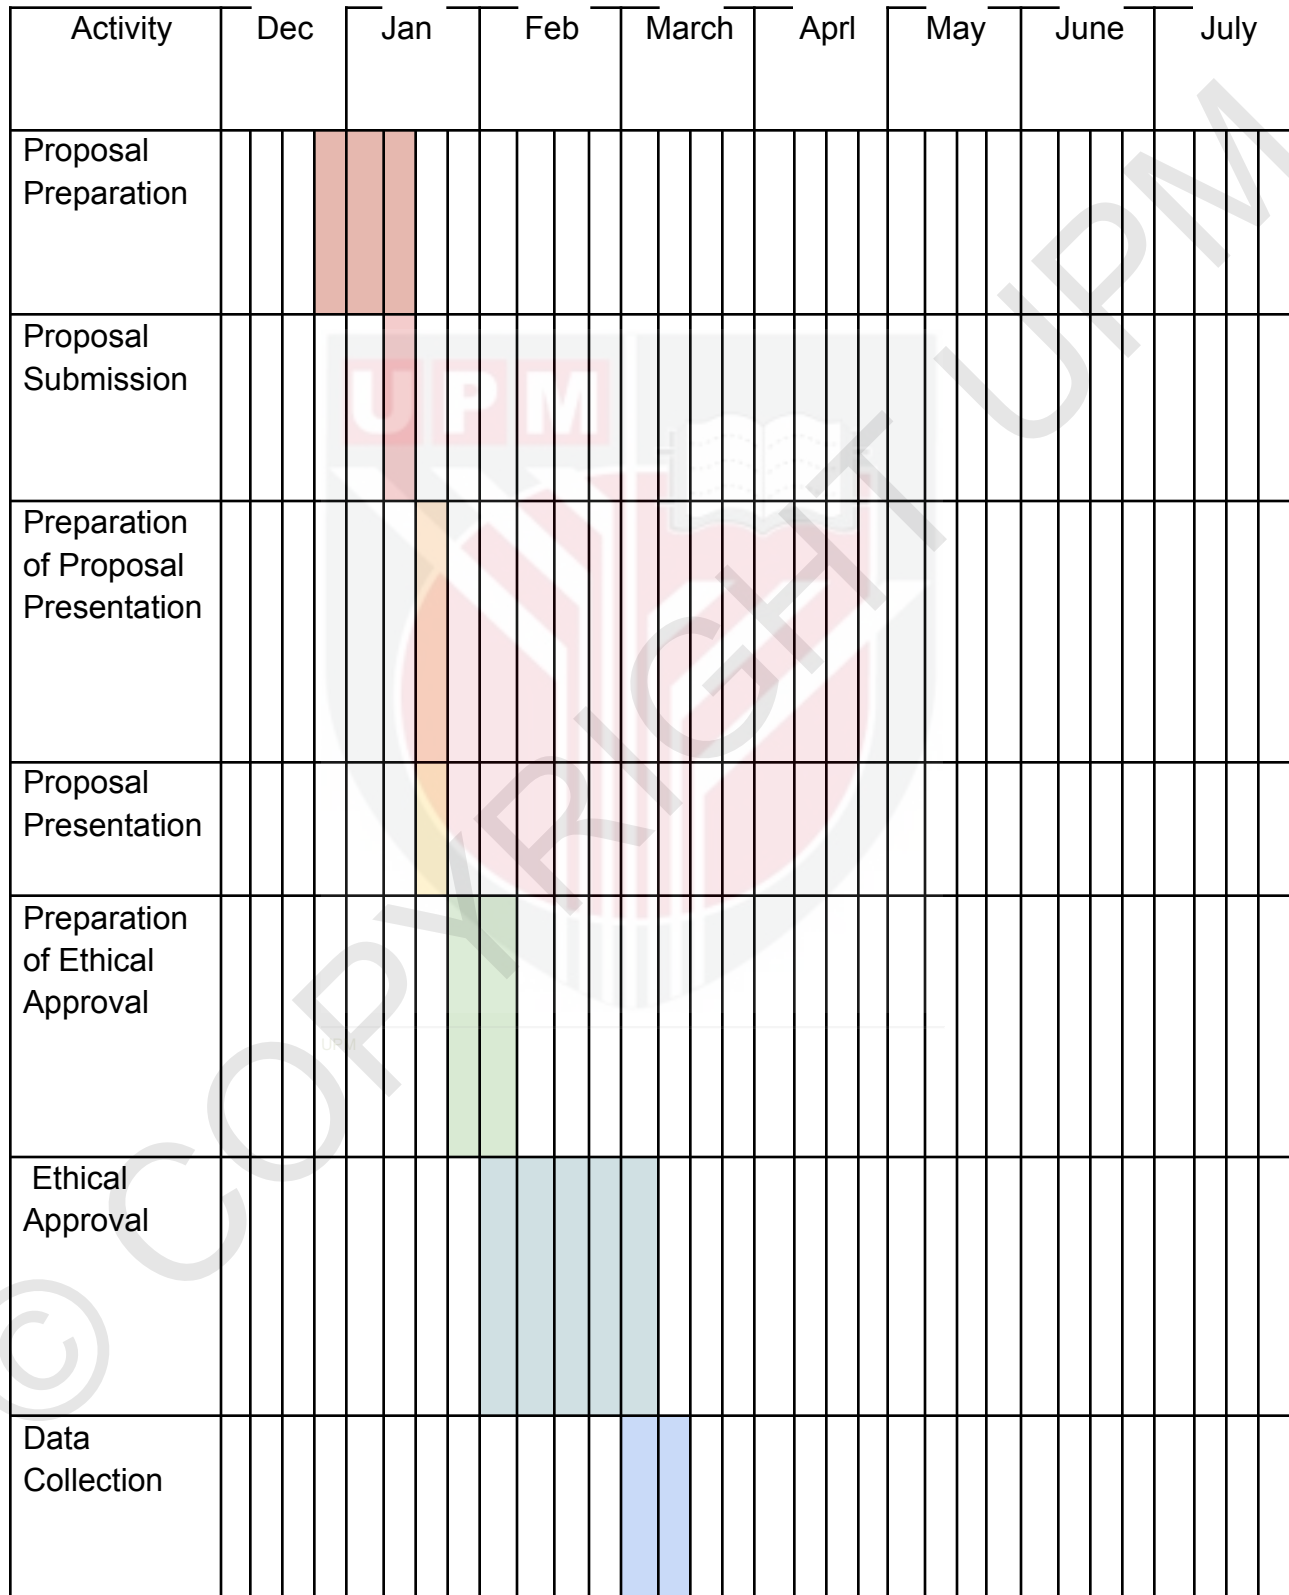 Activity Dec Jan Feb March Aprl May June July
Proposal
Preparation
Proposal
Submission
Preparation
of Proposal
Presentation
Proposal
Presentation
Preparation
of Ethical
Approval
Ethical
Approval
Data
Collection
UPM
UPM
© COPYRIGHT UPM